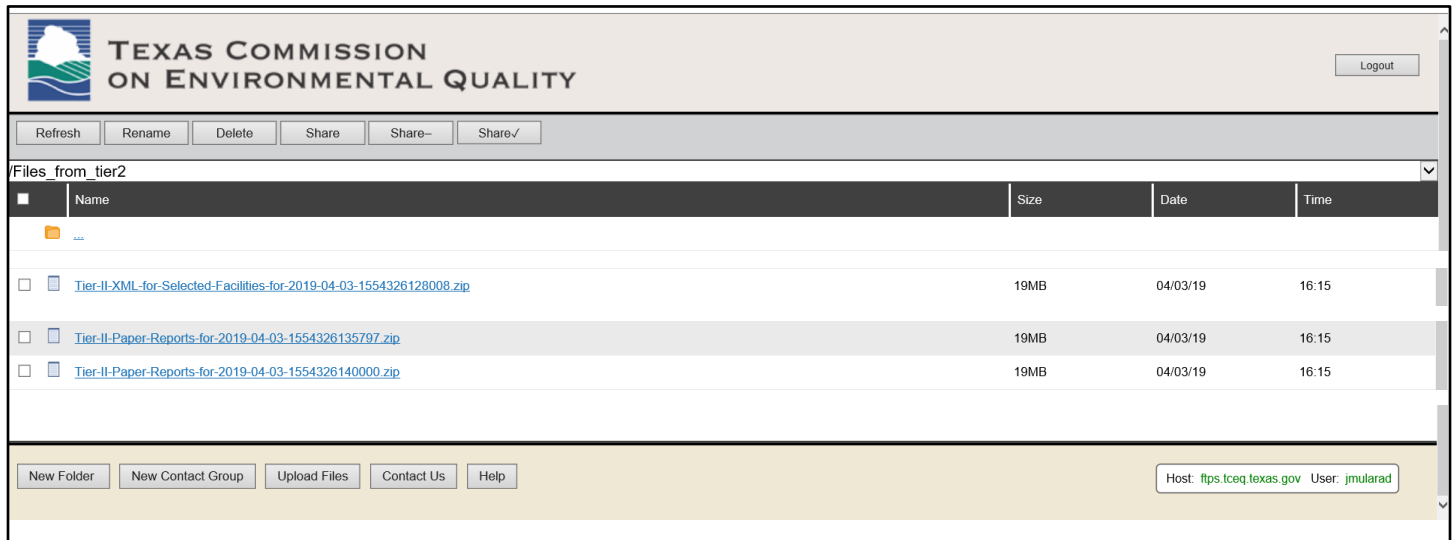 TEXAS COMMISSION
ON ENVIRONMENTAL QUALITY
Logout
Refresh Rename Delete Share Share– Share✓
/Files_from_tier2
Name Size Date Time
...
Tier-II-XML-for-Selected-Facilities-for-2019-04-03-1554326128008.zip 19MB 04/03/19 16:15
Tier-II-Paper-Reports-for-2019-04-03-1554326135797.zip 19MB 04/03/19 16:15
Tier-II-Paper-Reports-for-2019-04-03-1554326140000.zip 19MB 04/03/19 16:15
New Folder New Contact Group Upload Files Contact Us Help Host: ftps.tceq.texas.gov User: jmularad